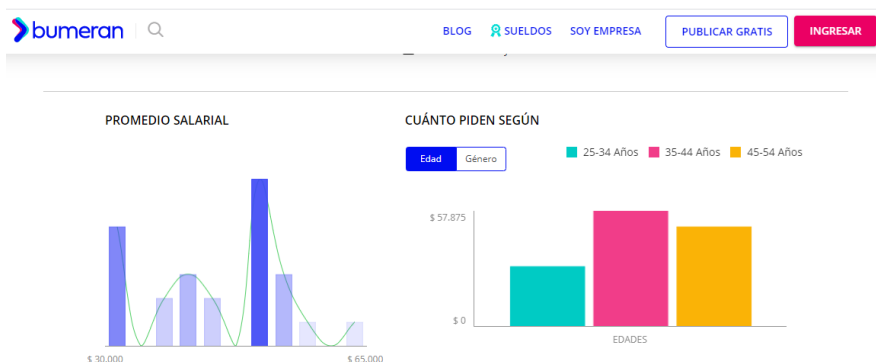 bumeran
BLOG
SUELDOS
SOY EMPRESA
PUBLICAR GRATIS
INGRESAR
PROMEDIO SALARIAL
$ 30.000
$ 65.000
CUÁNTO PIDEN SEGÚN
Edad
Género
25-34 Años
35-44 Años
45-54 Años
$ 57.875
$ 0
EDADES